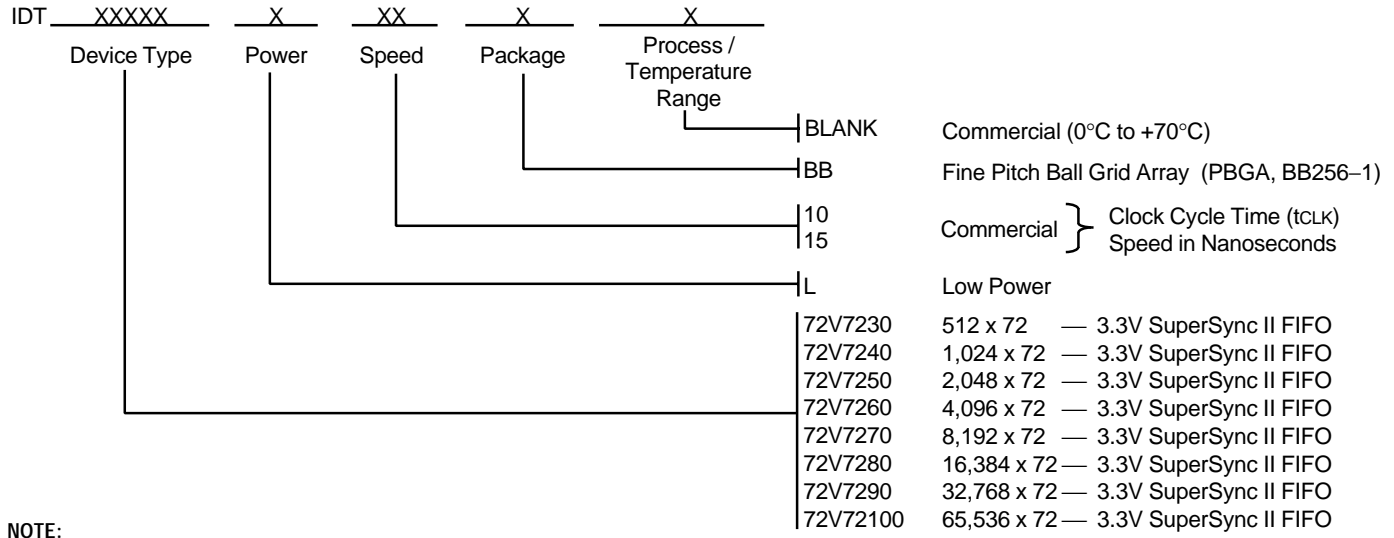 IDT XXXXX X XX X X
Device Type Power Speed Package Process / Temperature Range
BLANK Commercial (0°C to +70°C)
BB Fine Pitch Ball Grid Array (PBGA, BB256–1)
10
15
Commercial } Clock Cycle Time (tCLK)
Speed in Nanoseconds
L Low Power
72V7230 512 x 72 — 3.3V SuperSync II FIFO
72V7240 1,024 x 72 — 3.3V SuperSync II FIFO
72V7250 2,048 x 72 — 3.3V SuperSync II FIFO
72V7260 4,096 x 72 — 3.3V SuperSync II FIFO
72V7270 8,192 x 72 — 3.3V SuperSync II FIFO
72V7280 16,384 x 72 — 3.3V SuperSync II FIFO
72V7290 32,768 x 72 — 3.3V SuperSync II FIFO
72V72100 65,536 x 72 — 3.3V SuperSync II FIFO
NOTE: